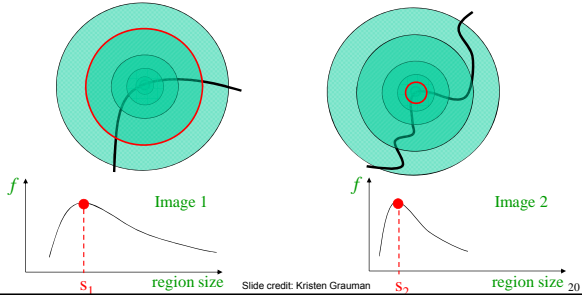 f
Image 1
s1
region size
f
Image 2
s2
region size
Slide credit: Kristen Grauman
20